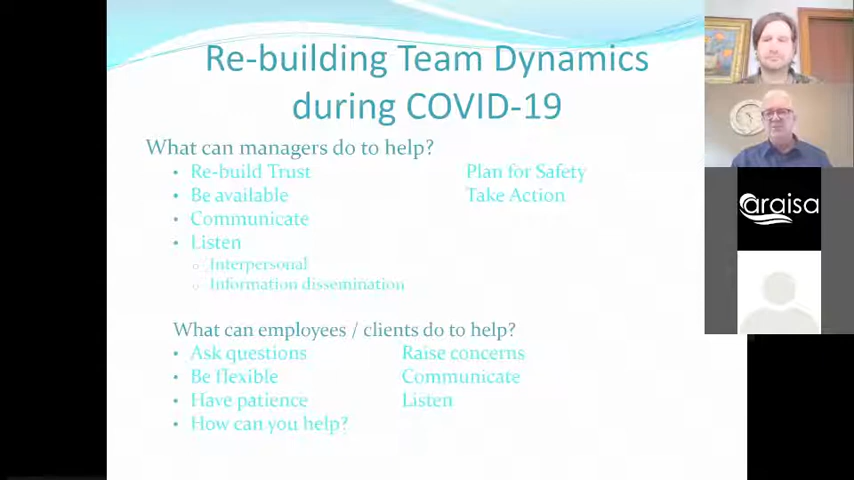 Re-building Team Dynamics
during COVID-19
What can managers do to help?
• Re-build Trust
• Be available
• Communicate
• Listen
○ Interpersonal
○ Information dissemination
Plan for Safety
Take Action
What can employees / clients do to help?
• Ask questions
• Be flexible
• Have patience
• How can you help?
Raise concerns
Communicate
Listen
araisa